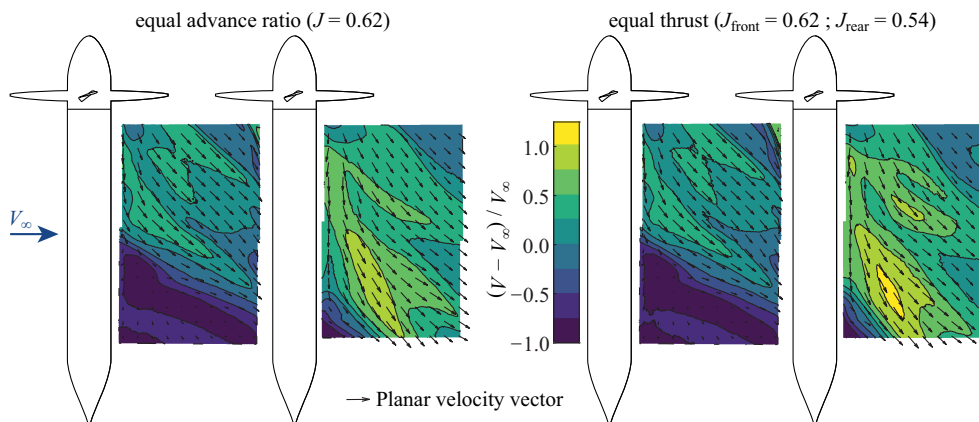 equal advance ratio (J = 0.62)
equal thrust (J_front = 0.62 ; J_rear = 0.54)
V_∞
1.0
0.5
0.0
−0.5
−1.0
(V − V_∞) / V_∞
Planar velocity vector